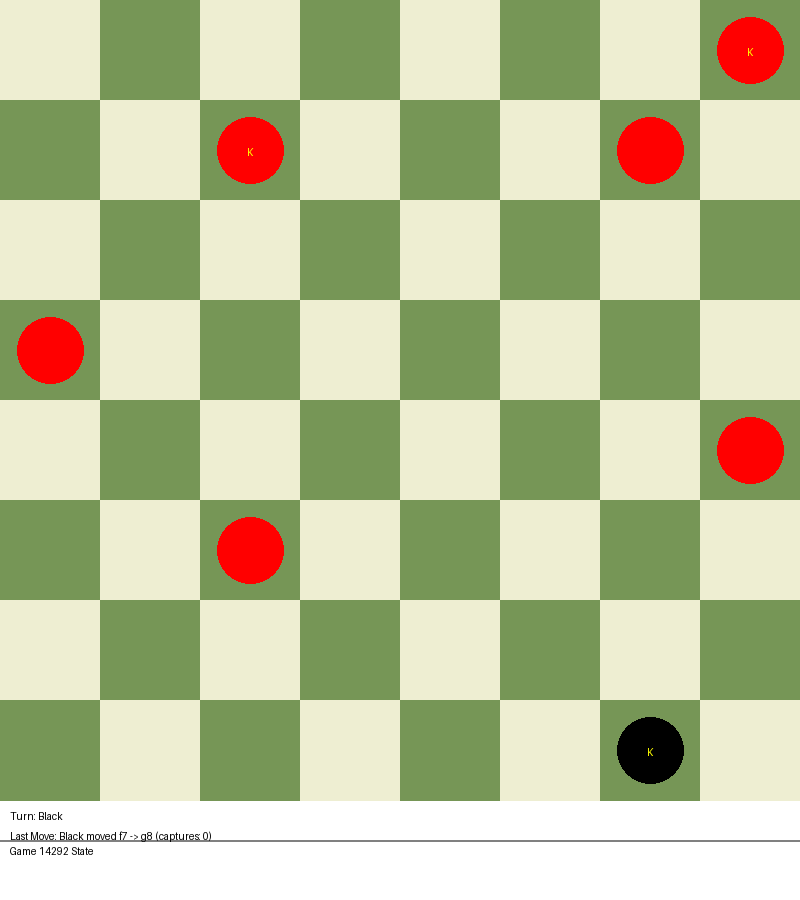 K
K
K
Turn: Black
Last Move: Black moved f7 -> g8 (captures: 0)
Game 14292 State